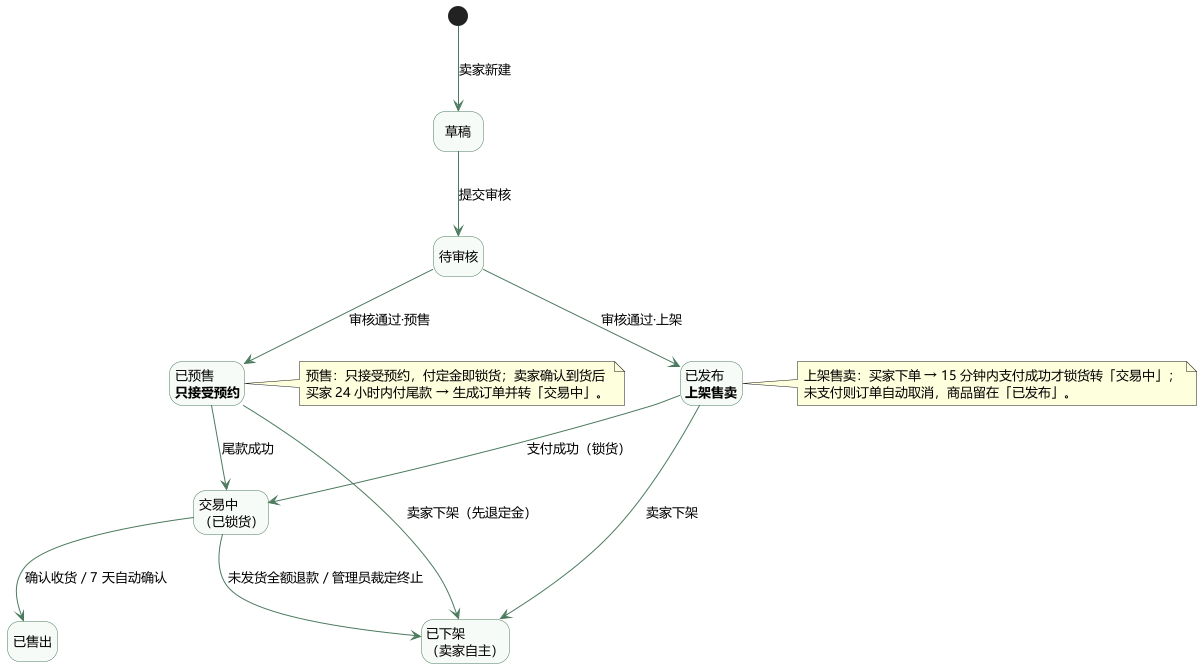 卖家新建
草稿
提交审核
待审核
审核通过·预售
审核通过·上架
已预售
只接受预约
预售：只接受预约，付定金即锁货；卖家确认到货后
买家 24 小时内付尾款 → 生成订单并转「交易中」。
已发布
上架售卖
上架售卖：买家下单 → 15 分钟内支付成功才锁货转「交易中」；
未支付则订单自动取消，商品留在「已发布」。
尾款成功
支付成功（锁货）
交易中
（已锁货）
卖家下架（先退定金）
卖家下架
确认收货 / 7 天自动确认
未发货全额退款 / 管理员裁定终止
已售出
已下架
（卖家自主）